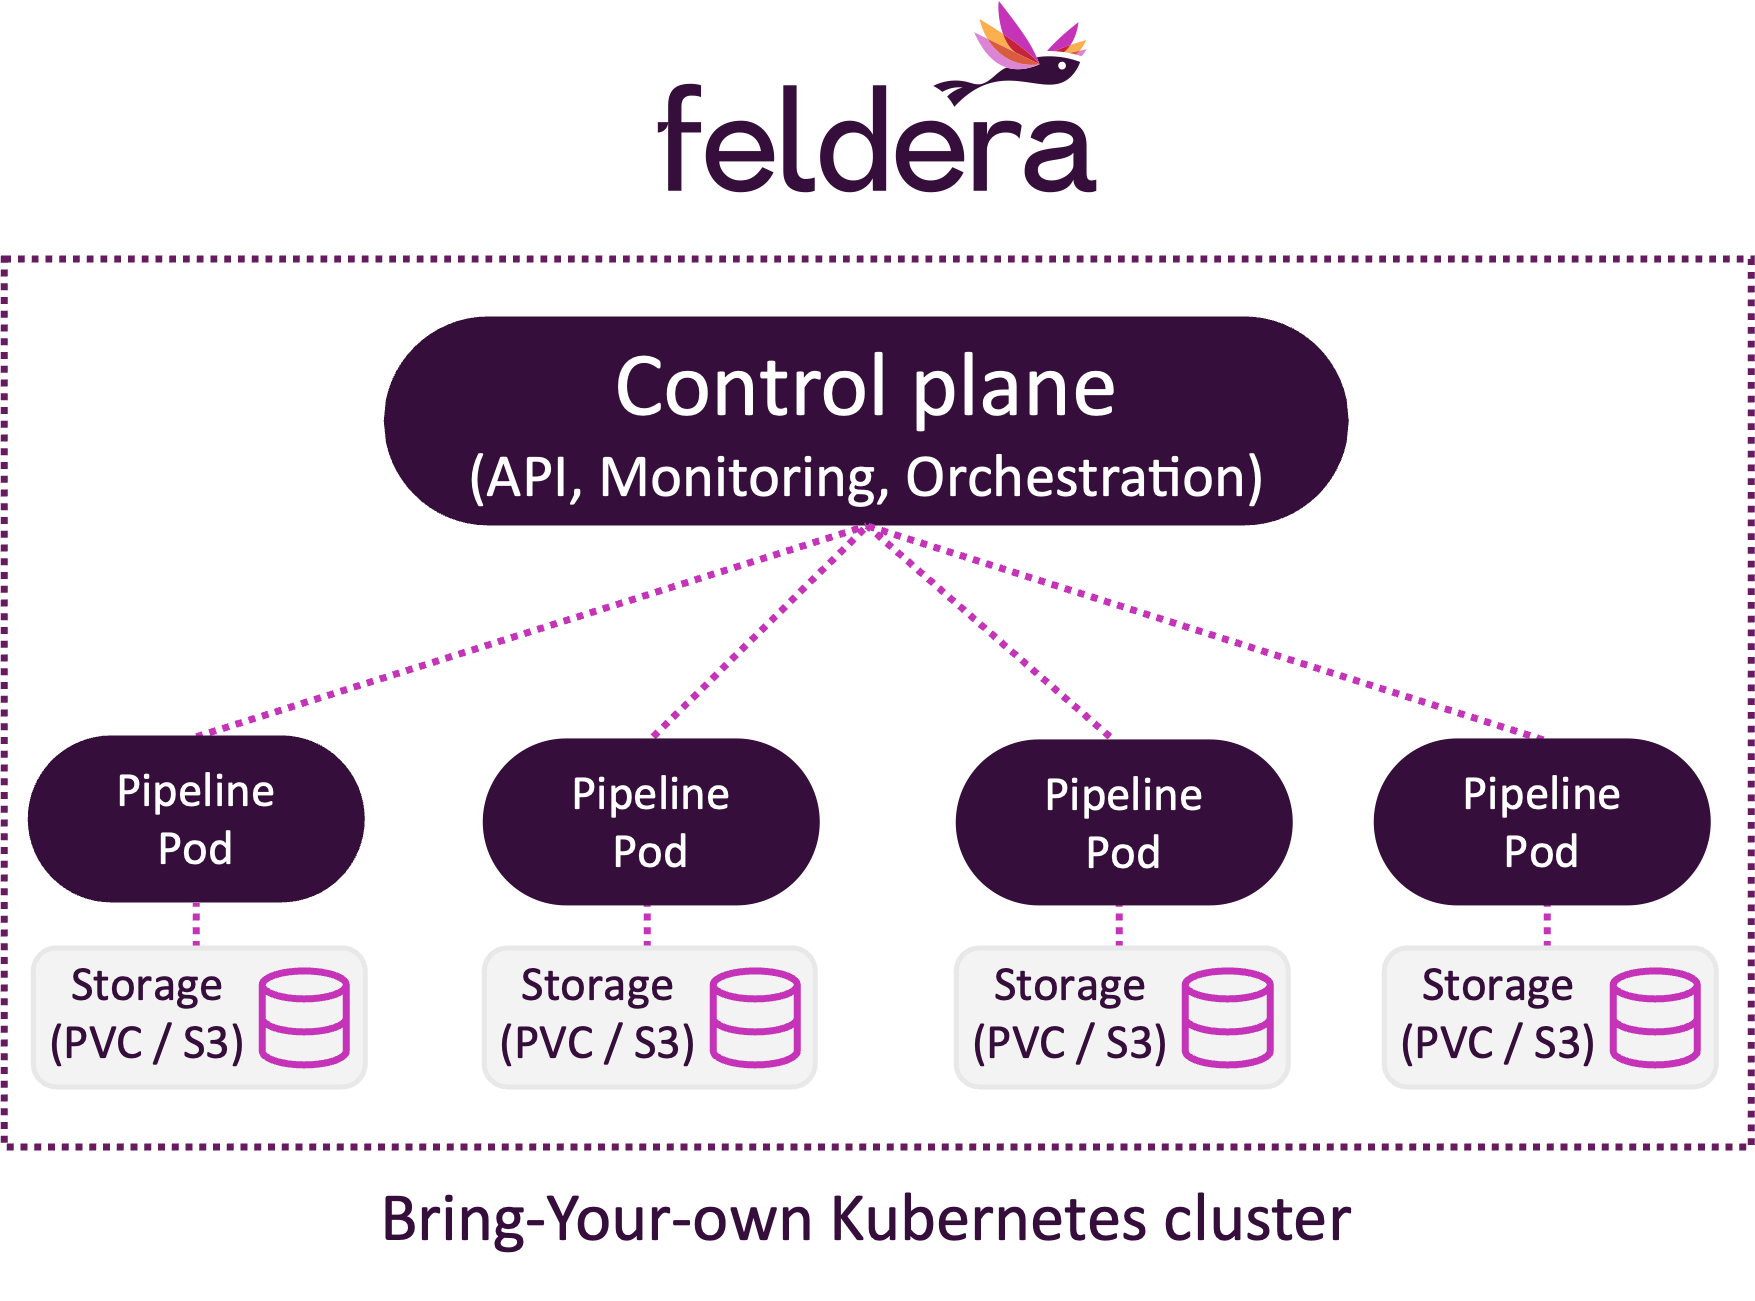 feldera
Control plane
(API, Monitoring, Orchestration)
Pipeline
Pod
Pipeline
Pod
Pipeline
Pod
Pipeline
Pod
Storage
(PVC / S3)
Storage
(PVC / S3)
Storage
(PVC / S3)
Storage
(PVC / S3)
Bring-Your-own Kubernetes cluster